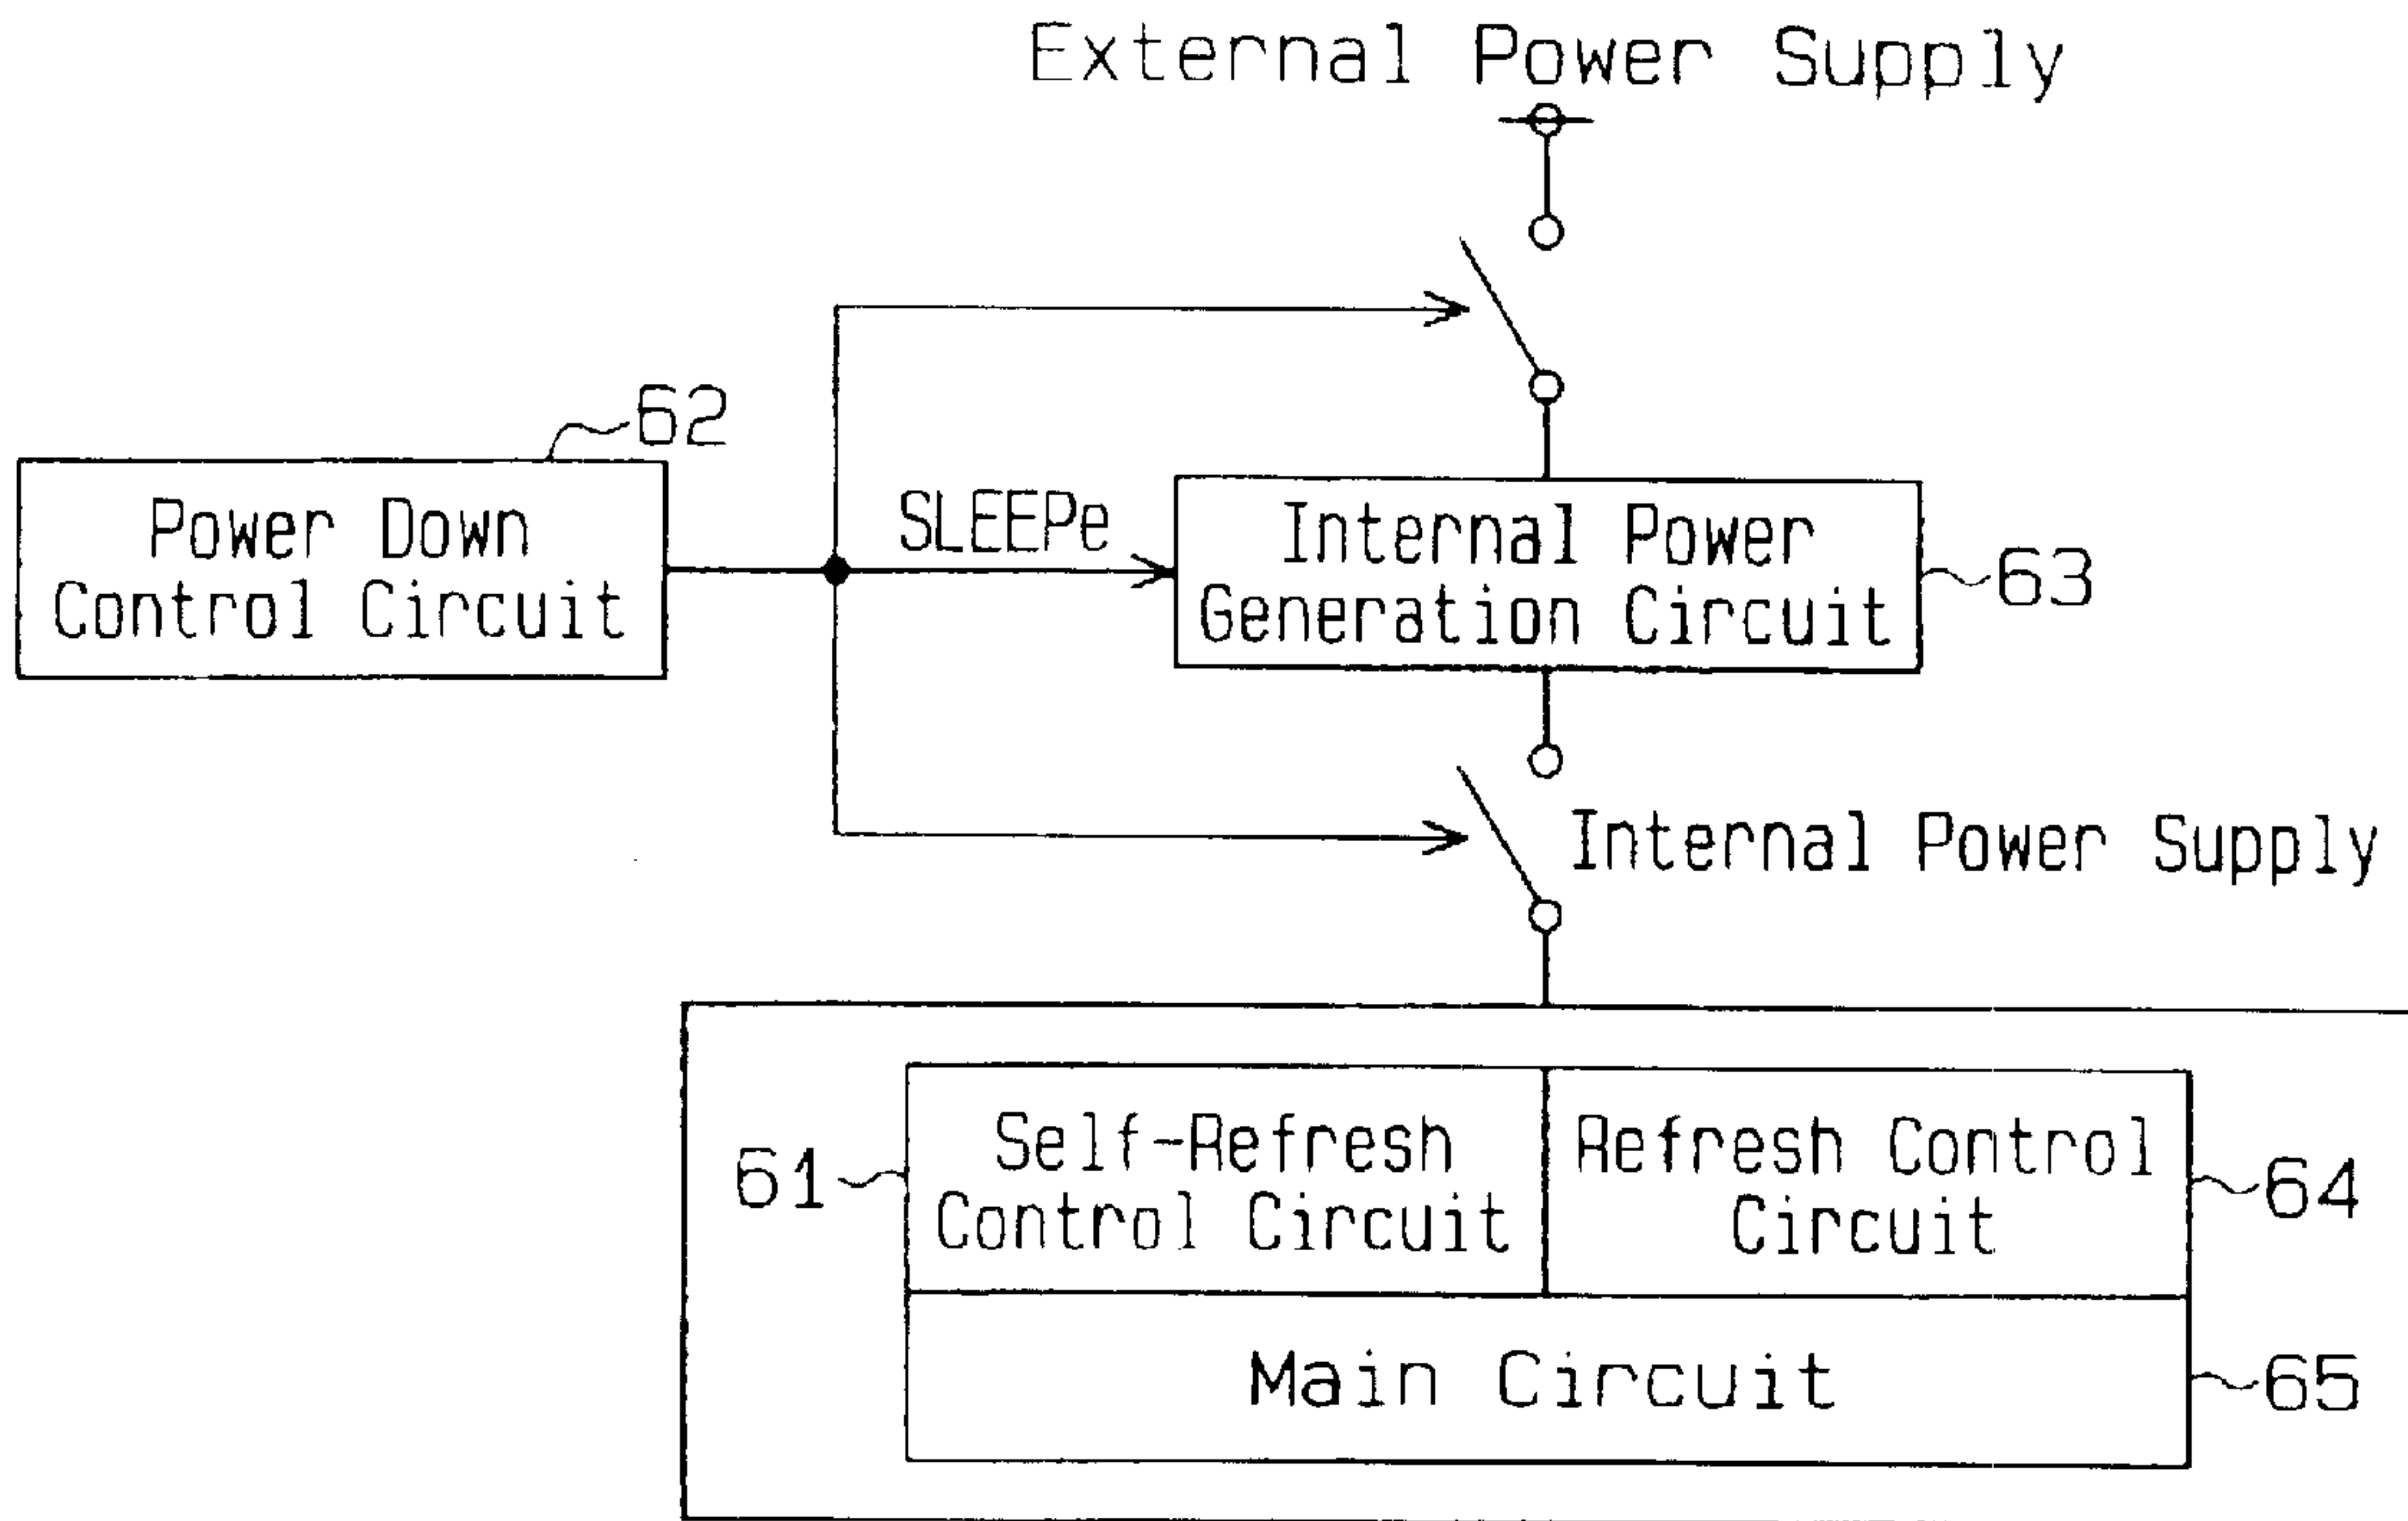 External Power Supply
62
Power Down
Control Circuit
SLEEPe
Internal Power
Generation Circuit
63
Internal Power Supply
61
Self-Refresh
Control Circuit
Refresh Control
Circuit
64
Main Circuit
65